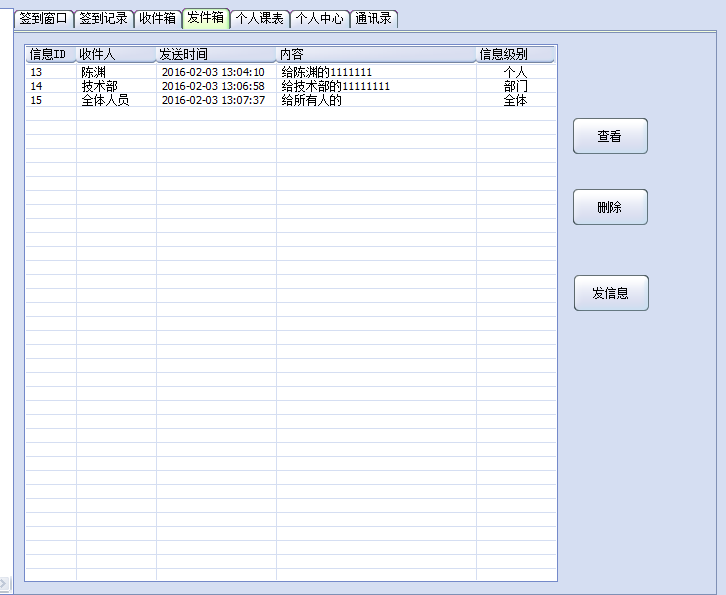 签到窗口 签到记录 收件箱 发件箱 个人课表 个人中心 通讯录
信息ID 收件人 发送时间 内容 信息级别
13 陈渊 2016-02-03 13:04:10 给陈渊的1111111 个人
14 技术部 2016-02-03 13:06:58 给技术部的11111111 部门
15 全体人员 2016-02-03 13:07:37 给所有人的 全体
查看
删除
发信息